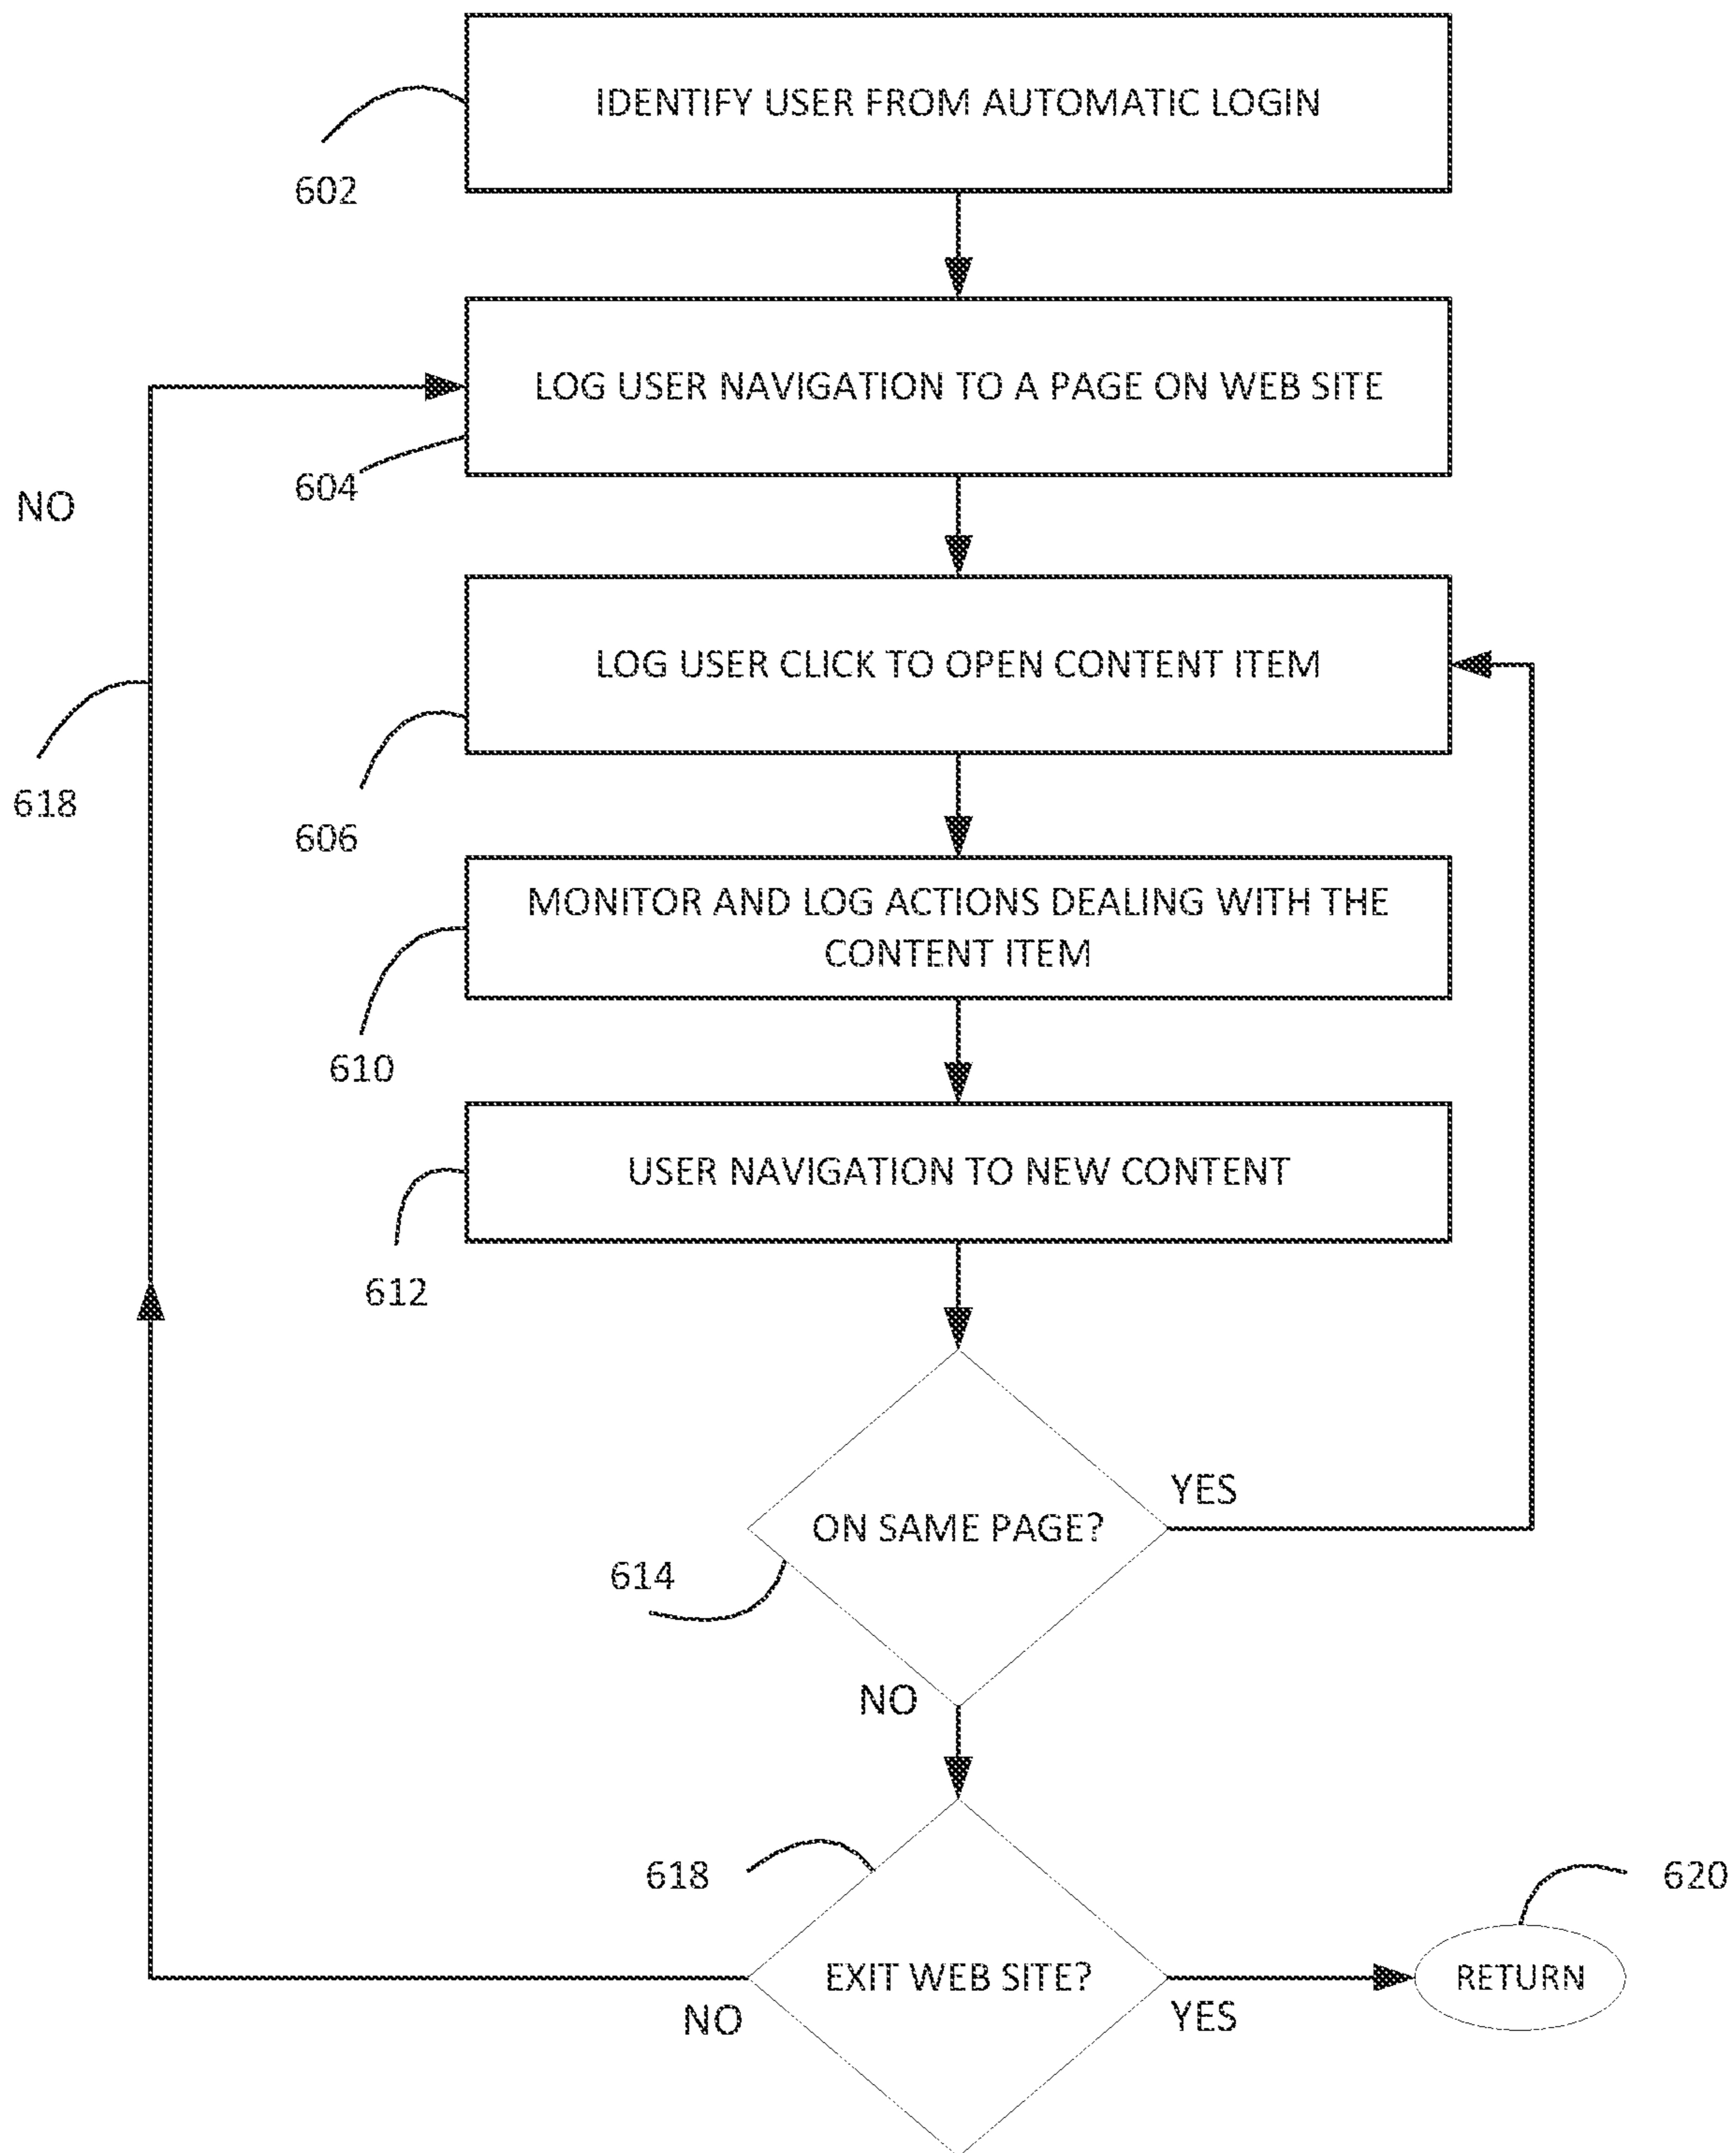 IDENTIFY USER FROM AUTOMATIC LOGIN
602
LOG USER NAVIGATION TO A PAGE ON WEB SITE
604
NO
LOG USER CLICK TO OPEN CONTENT ITEM
618
606
MONITOR AND LOG ACTIONS DEALING WITH THE
CONTENT ITEM
610
USER NAVIGATION TO NEW CONTENT
612
YES
ON SAME PAGE?
614
NO
618
620
EXIT WEB SITE?
RETURN
NO
YES